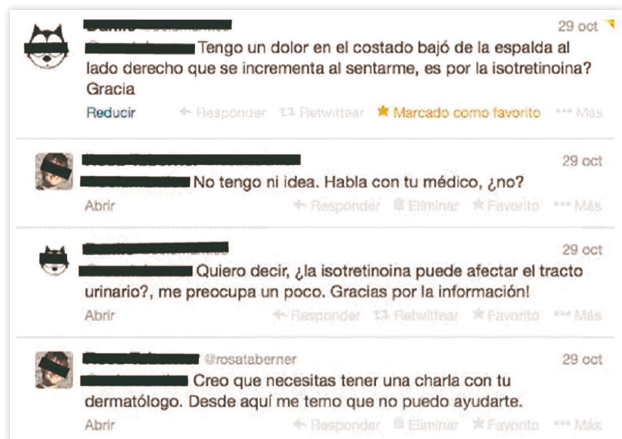 29 oct
Tengo un dolor en el costado bajó de la espalda al
lado derecho que se incrementa al sentarme, es por la isotretinoina?
Gracia
Reducir Responder Retwittear Marcado como favorito Más
29 oct
No tengo ni idea. Habla con tu médico, ¿no?
Abrir Responder Eliminar Favorito Más
29 oct
Quiero decir, ¿la isotretinoina puede afectar el tracto
urinario?, me preocupa un poco. Gracias por la información!
Abrir Responder Retwittear Favorito Más
@rosataberner 29 oct
Creo que necesitas tener una charla con tu
dermatólogo. Desde aquí me temo que no puedo ayudarte.
Abrir Responder Eliminar Favorito Más